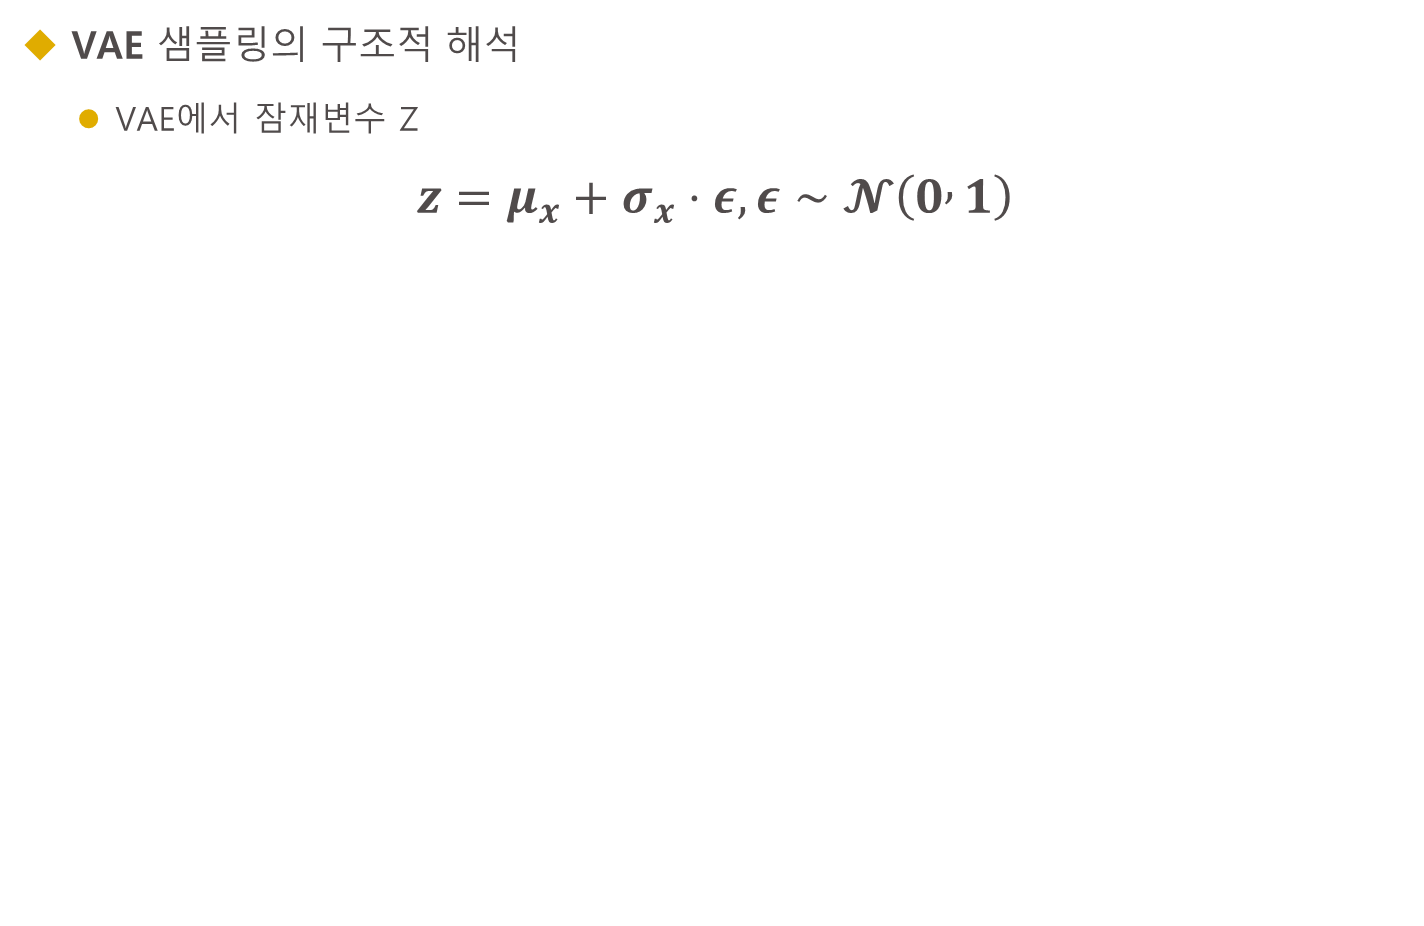 VAE 샘플링의 구조적 해석
VAE에서 잠재변수 Z
z = μₓ + σₓ · ϵ, ϵ ~ 𝒩(0, 1)